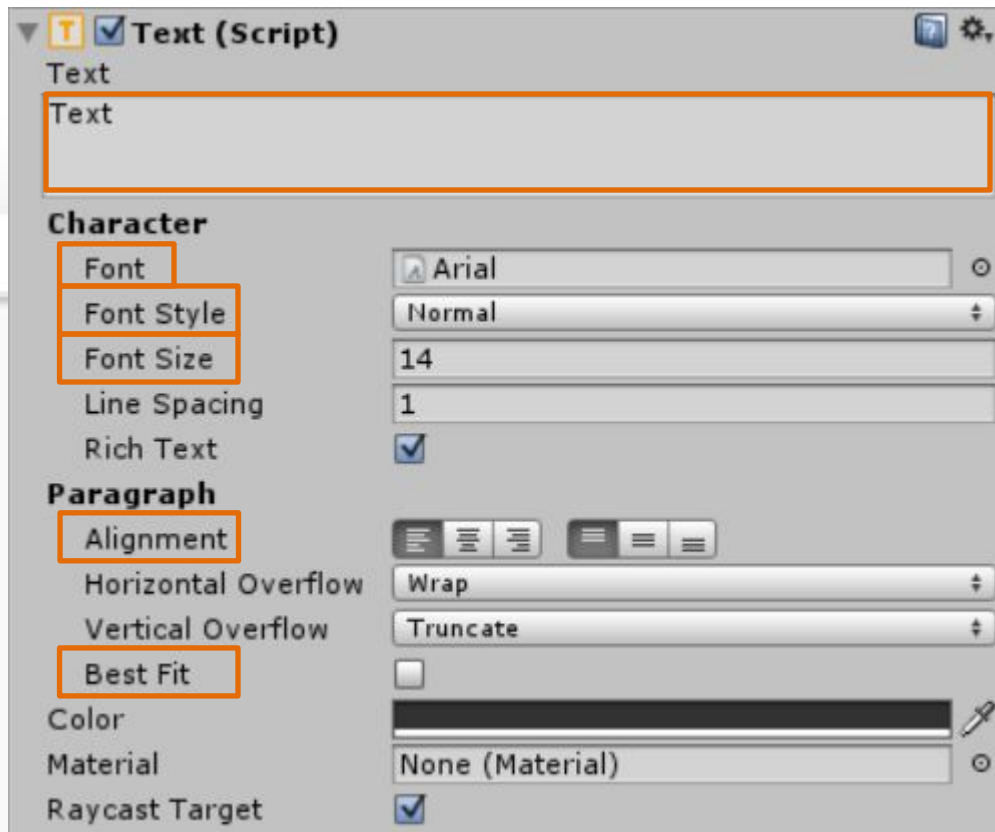 Text (Script)
Text
Text
Character
Font Arial
Font Style Normal
Font Size 14
Line Spacing 1
Rich Text
Paragraph
Alignment
Horizontal Overflow Wrap
Vertical Overflow Truncate
Best Fit
Color
Material None (Material)
Raycast Target